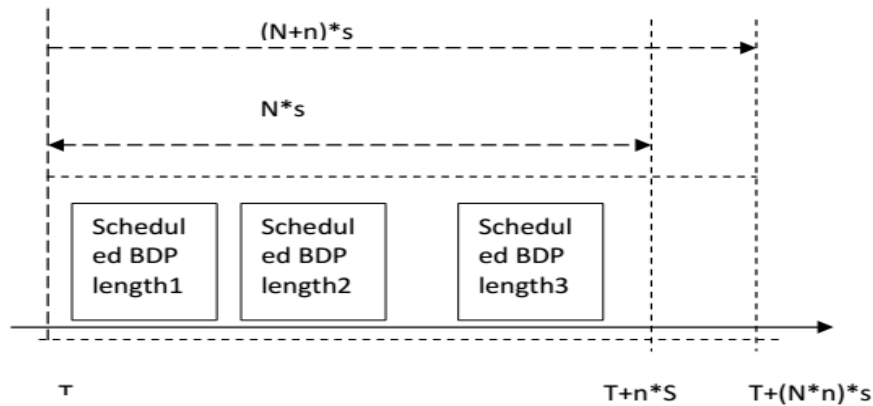 (N+n)*s
N*s
Schedul
ed BDP
length1
Schedul
ed BDP
length2
Schedul
ed BDP
length3
T
T+n*S
T+(N*n)*s